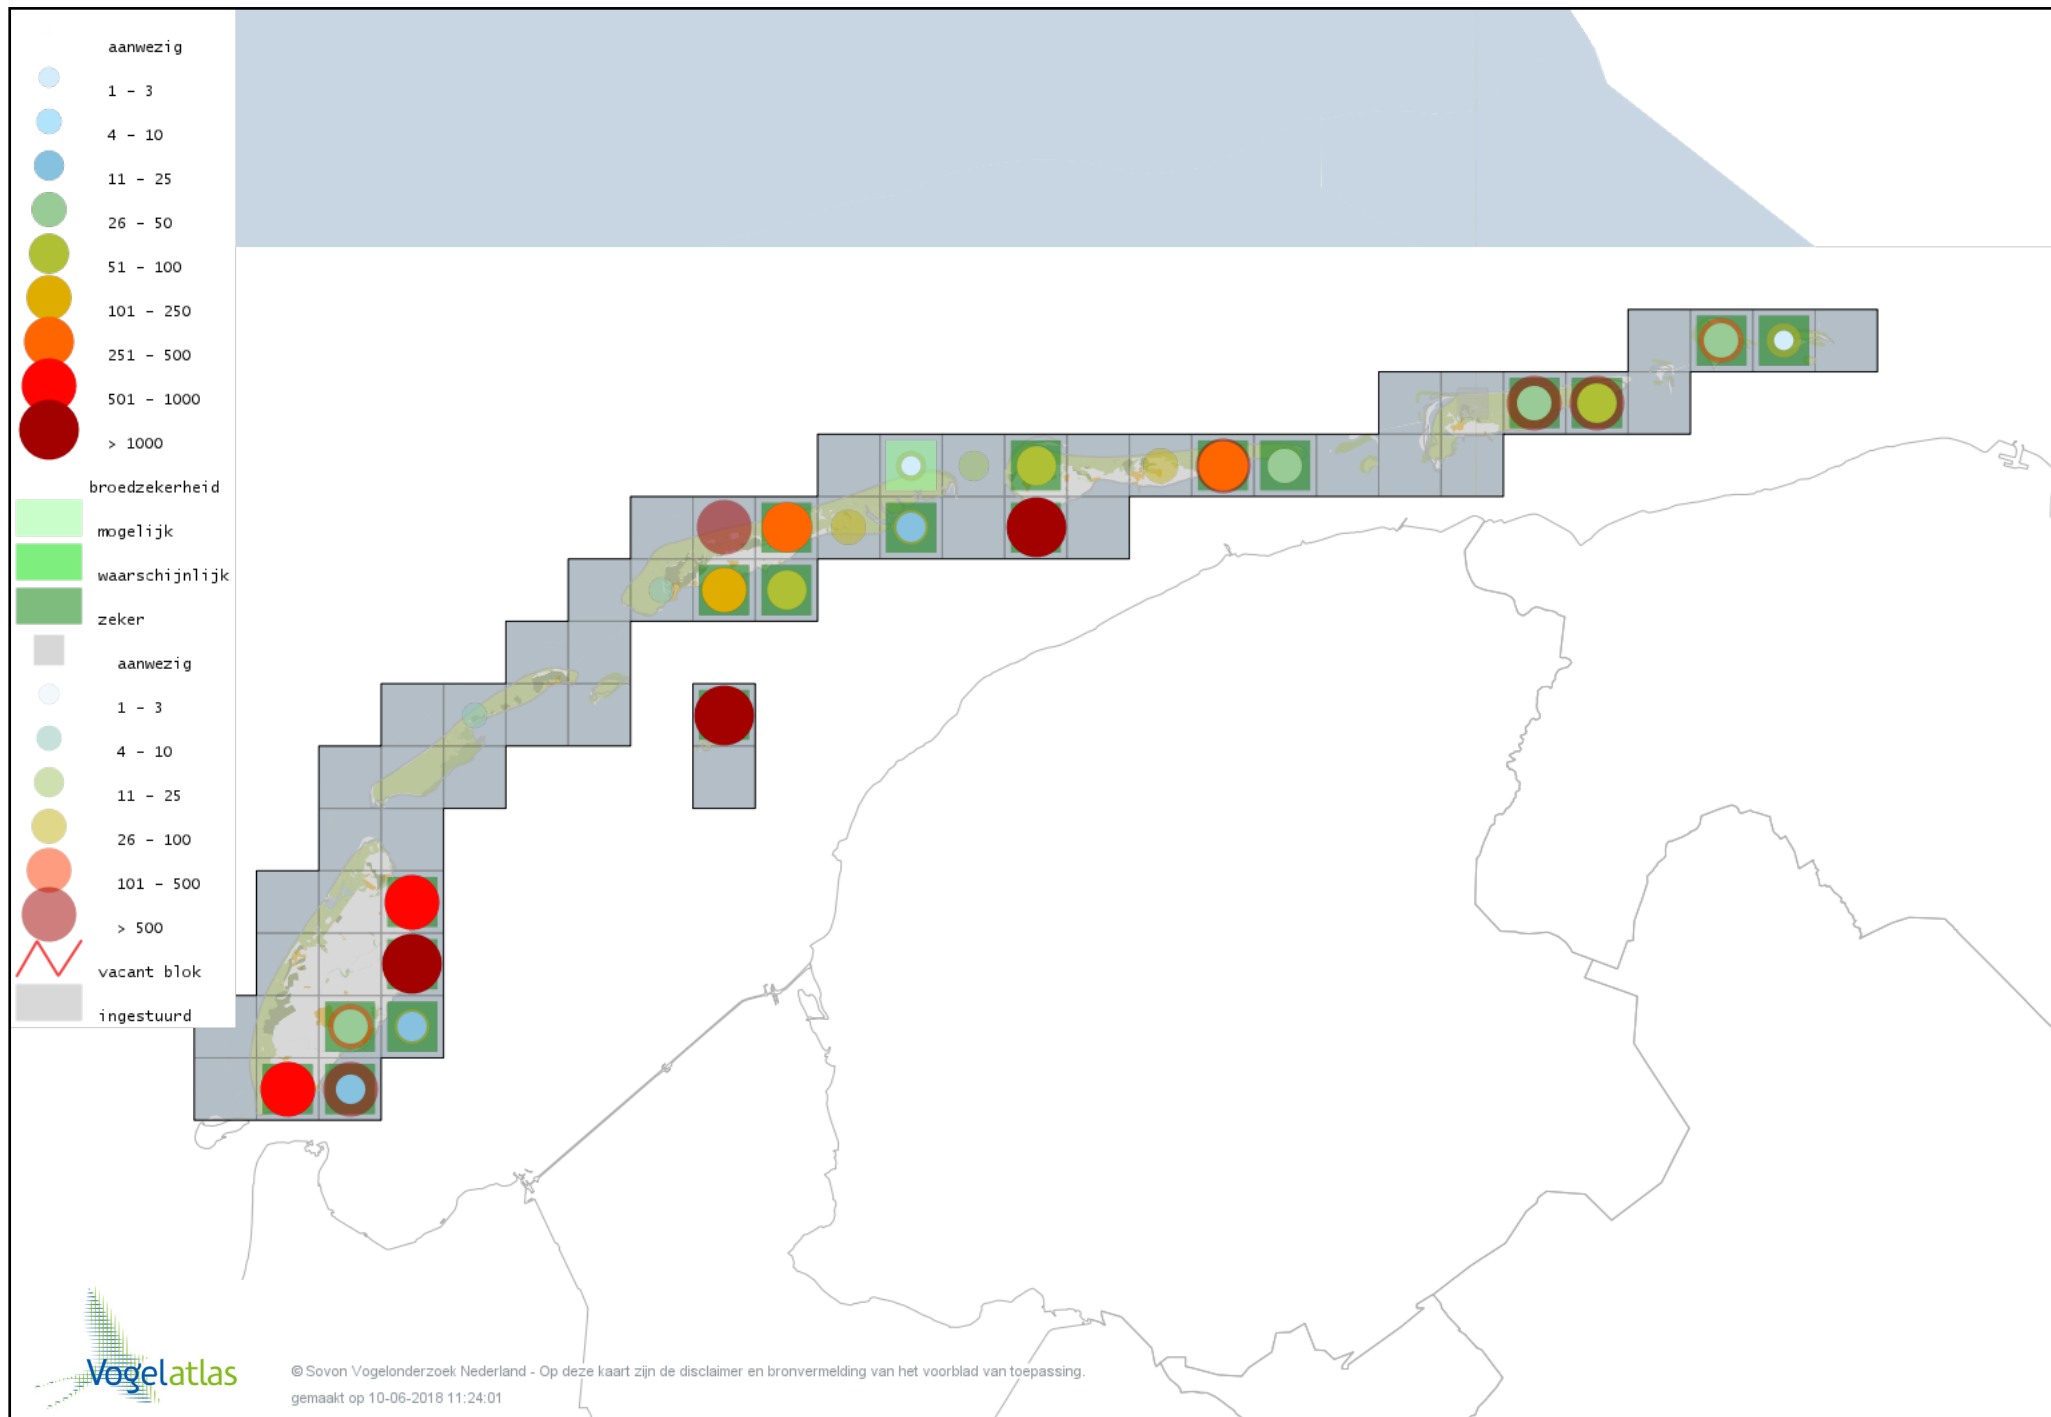 aanwezig
1 - 3
4 - 10
11 - 25
26 - 50
51 - 100
101 - 250
251 - 500
501 - 1000
> 1000
broedzekerheid
mogelijk
waarschijnlijk
zeker
aanwezig
1 - 3
4 - 10
11 - 25
26 - 100
101 - 500
> 500
vacant blok
ingestuurd
Vogelatlas
© Sovon Vogelonderzoek Nederland - Op deze kaart zijn de disclaimer en bronvermelding van het voorblad van toepassing.
gemaakt op 10-06-2018 11:24:01